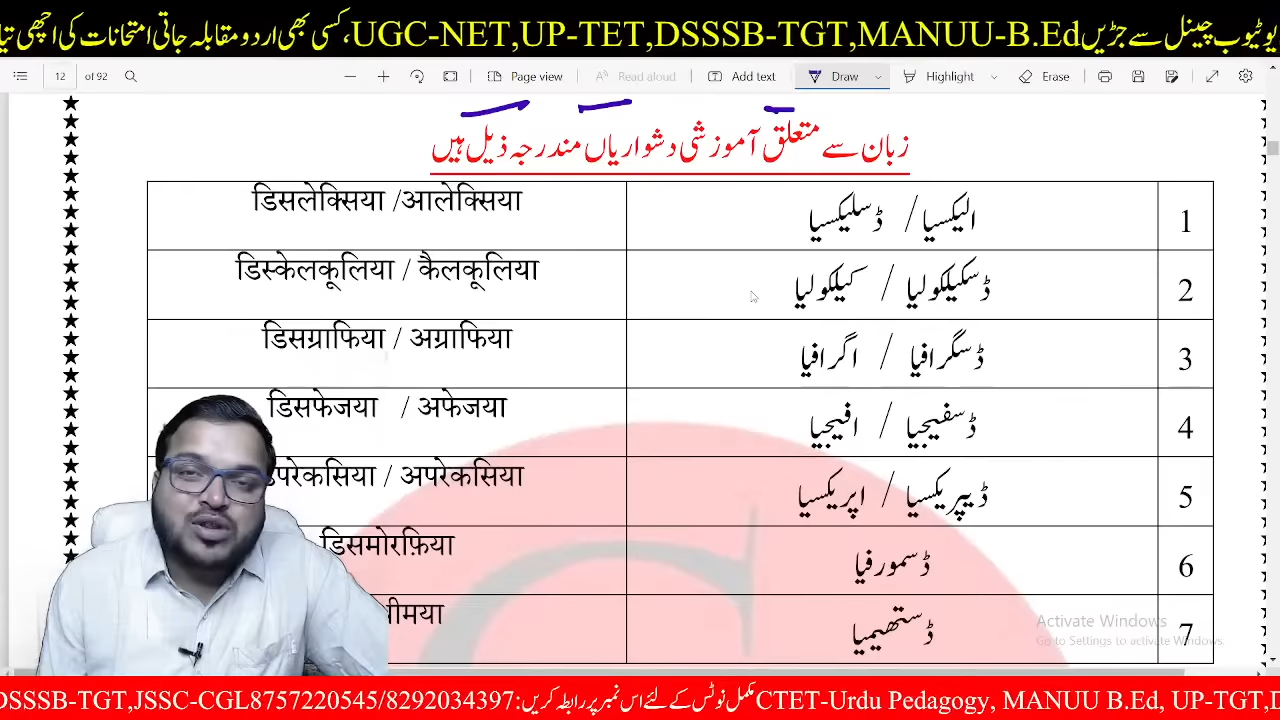 یوٹیوب چینل سے جڑیں UGC-NET,UP-TET,DSSSB-TGT,MANUU-B.Ed، کسی بھی اردو مقابلہ جاتی امتحانات کی اچھی
12 of 92 Page view Read aloud Add text Draw Highlight Erase
زبان سے متعلق آموزشی دشواریاں مندرجہ ذیل ہیں
1 الیکسیا / ڈسلیکسیا डिसलेक्सिया /आलेक्सिया
2 ڈسکیلکولیا / کیلکولیا डिस्केलकूलिया / कैलकूलिया
3 ڈسگرافیا / اگرافیا डिसग्राफिया / अग्राफिया
4 ڈسفیجیا / افیجیا डिसफेजया / अफेजया
5 ڈیپریکسیا / اپریکسیا / अपरेकसिया
6 ڈسمورفیا डिसमोरफ़िया
7 ڈستھیمیا
Activate Windows
Go to Settings to activate Windows.
DSSSB-TGT,JSSC-CGL مکمل نوٹس کے لئے اس نمبر پر رابطہ کریں:8757220545/8292034397 CTET-Urdu Pedagogy, MANUU B.Ed, UP-TGT,